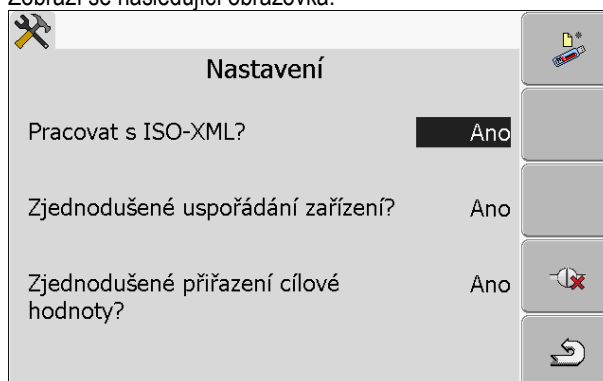 Zobrazí se následující obrazovka:
Nastavení
Pracovat s ISO-XML?
Ano
Zjednodušené uspořádání zařízení?
Ano
Zjednodušené přiřazení cílové
hodnoty?
Ano